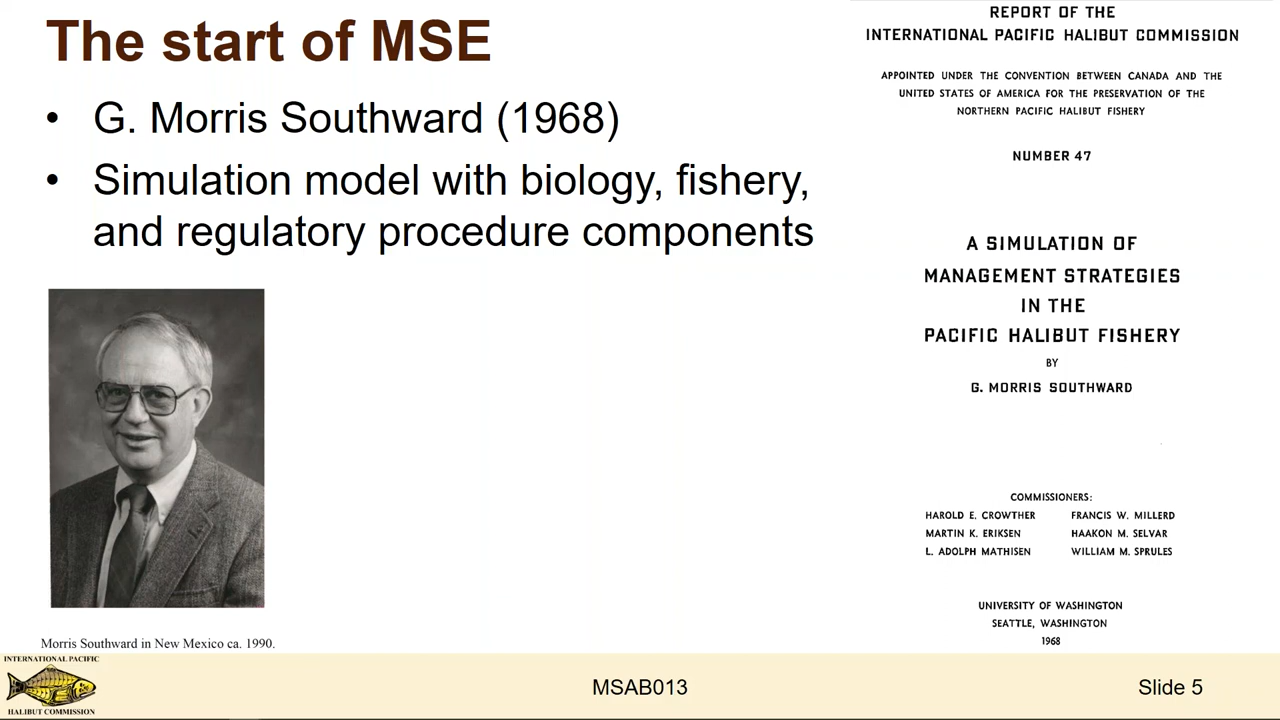 The start of MSE
• G. Morris Southward (1968)
• Simulation model with biology, fishery,
and regulatory procedure components
Morris Southward in New Mexico ca. 1990.
REPORT OF THE
INTERNATIONAL PACIFIC HALIBUT COMMISSION
APPOINTED UNDER THE CONVENTION BETWEEN CANADA AND THE
UNITED STATES OF AMERICA FOR THE PRESERVATION OF THE
NORTHERN PACIFIC HALIBUT FISHERY
NUMBER 47
A SIMULATION OF
MANAGEMENT STRATEGIES
IN THE
PACIFIC HALIBUT FISHERY
BY
G. MORRIS SOUTHWARD
COMMISSIONERS:
HAROLD E. CROWTHER FRANCIS W. MILLERD
MARTIN K. ERIKSEN HAAKON M. SELVAR
L. ADOLPH MATHISEN WILLIAM M. SPRULES
UNIVERSITY OF WASHINGTON
SEATTLE, WASHINGTON
1968
INTERNATIONAL PACIFIC
HALIBUT COMMISSION
MSAB013
Slide 5